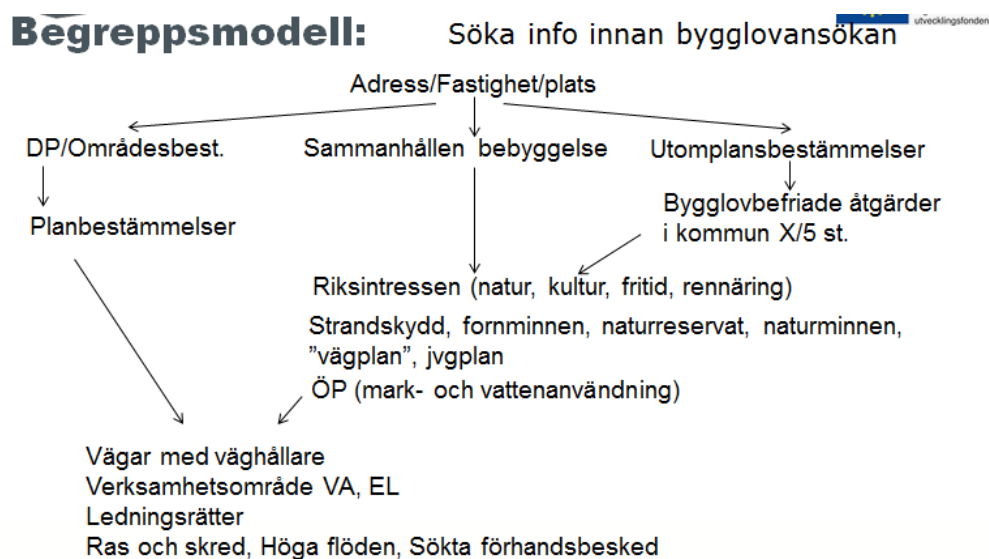 utvecklingsfonden
Begreppsmodell: Söka info innan bygglovansökan
Adress/Fastighet/plats
DP/Områdesbest. Sammanhållen bebyggelse Utomplansbestämmelser
Planbestämmelser
Bygglovbefriade åtgärder
i kommun X/5 st.
Riksintressen (natur, kultur, fritid, rennäring)
Strandskydd, fornminnen, naturreservat, naturminnen,
”vägplan”, jvgplan
ÖP (mark- och vattenanvändning)
Vägar med väghållare
Verksamhetsområde VA, EL
Ledningsrätter
Ras och skred, Höga flöden, Sökta förhandsbesked